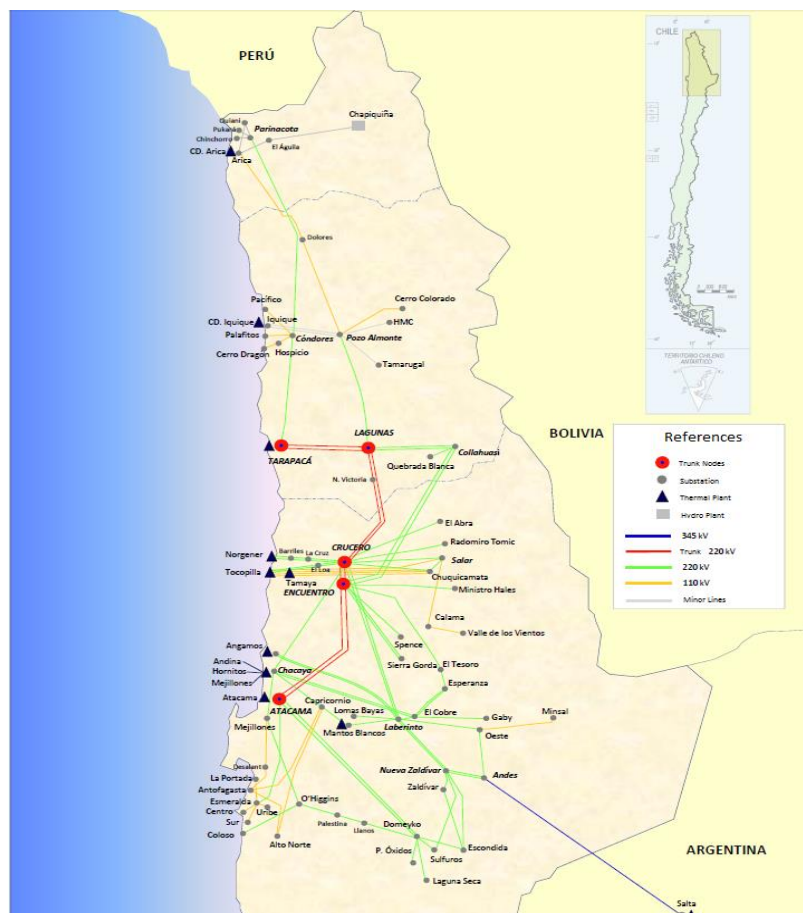 PERÚ
CHILE
Quiani
Pukará
Parinacota
Chapiquiña
Chinchorro
El Águila
CD. Arica
Arica
Dolores
Pacífico
Cerro Colorado
CD. Iquique
Iquique
HMC
Palafitos
Cóndores
Pozo Almonte
Cerro Dragon
Hospicio
Tamarugal
TERRITORIO CHILENO
ANTÁRTICO
LAGUNAS
BOLIVIA
TARAPACÁ
Collahuasi
Quebrada Blanca
N. Victoria
References
Trunk Nodes
Substation
Thermal Plant
Hydro Plant
345 kV
Trunk 220 kV
220 kV
110 kV
Minor Lines
El Abra
CRUCERO
Radomiro Tomic
Norgener
Barriles
La Cruz
Salar
El Loa
Tocopilla
Chuquicamata
Tamaya
ENCUENTRO
Ministro Hales
Calama
Valle de los Vientos
Angamos
Spence
Andina
Chacaya
Sierra Gorda
El Tesoro
Hornitos
Mejillones
Esperanza
Atacama
Capricornio
ATACAMA
Lomas Bayas
El Cobre
Gaby
Minsal
Mejillones
Mantos Blancos
Laberinto
Oeste
Desalant
Nueva Zaldívar
Andes
La Portada
Zaldívar
Antofagasta
Esmeralda
O'Higgins
Centro
Uribe
Palestina
Sur
Llanos
Domeyko
Coloso
Alto Norte
P. Óxidos
Sulfuros
Escondida
ARGENTINA
Laguna Seca
Salta